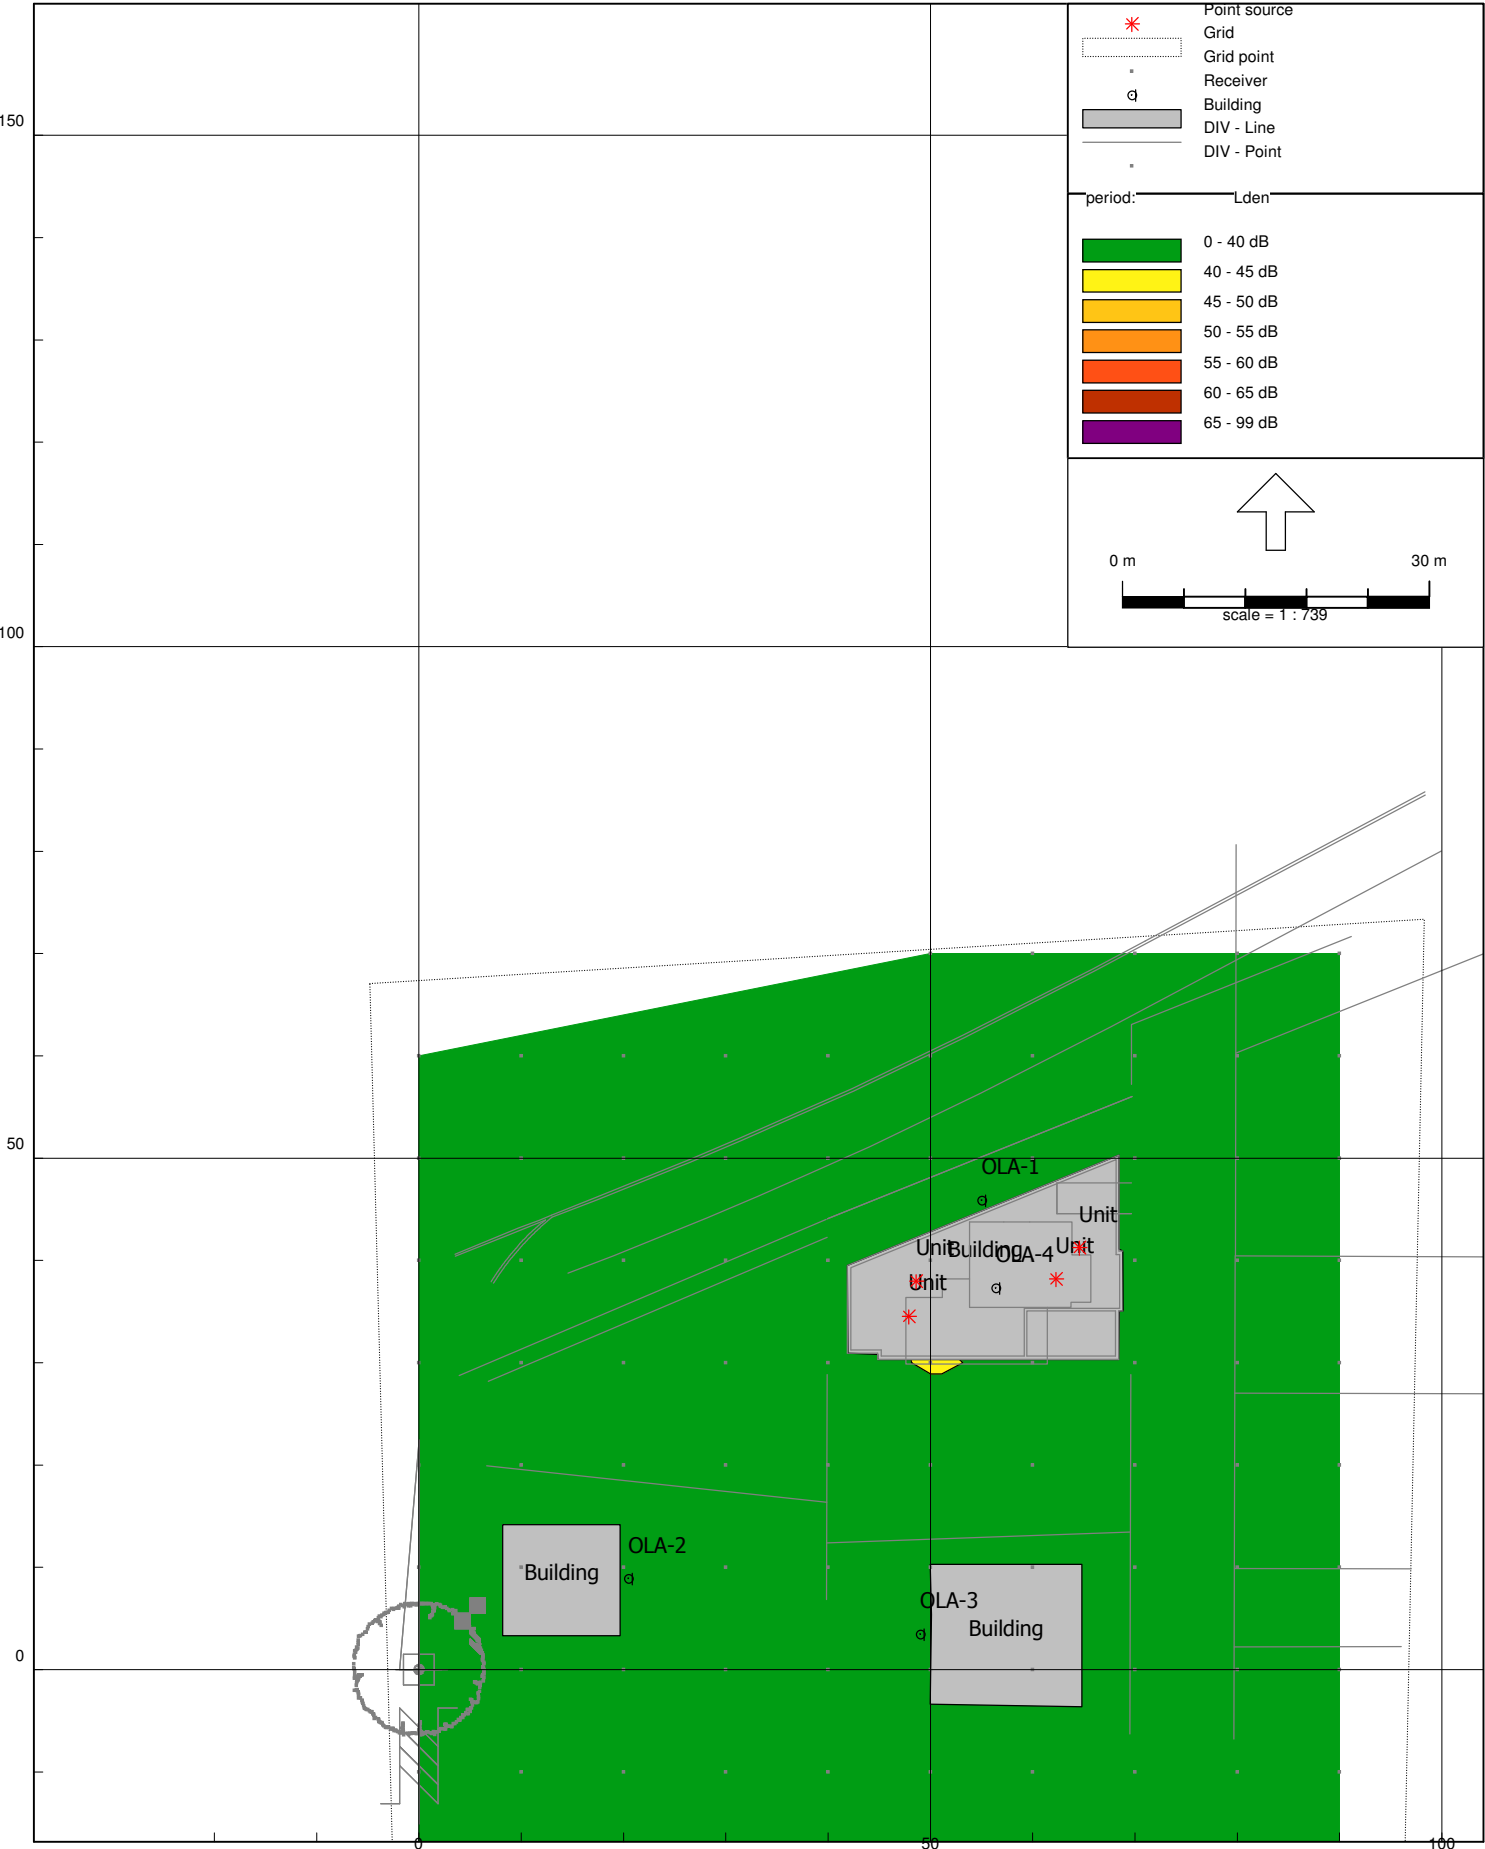 Point source
Grid
Grid point
Receiver
Building
DIV - Line
DIV - Point
period: Lden
0 - 40 dB
40 - 45 dB
45 - 50 dB
50 - 55 dB
55 - 60 dB
60 - 65 dB
65 - 99 dB
0 m 30 m
scale = 1 : 739
150
100
50
0
OLA-1
Unit
Unit
Building
OLA-4
Unit
Unit
OLA-2
Building
OLA-3
Building
0 50 100